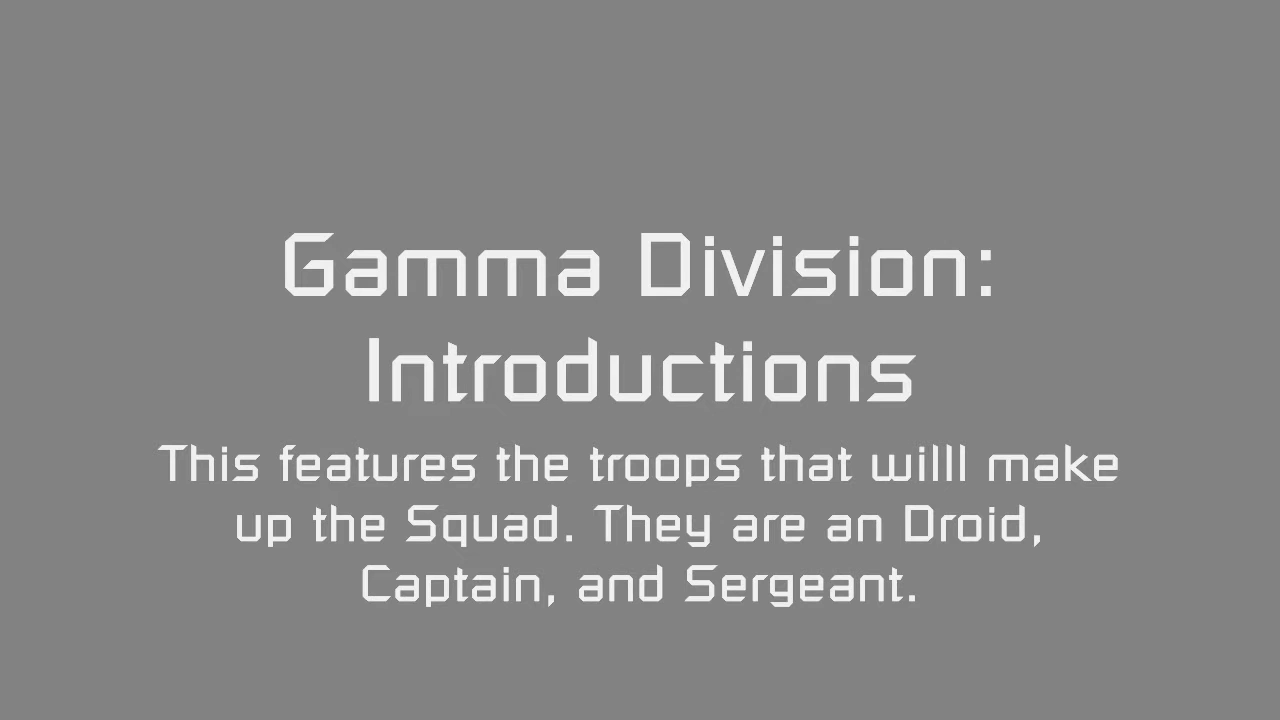 Gamma Division:
Introductions
This features the troops that willl make
up the Squad. They are an Droid,
Captain, and Sergeant.